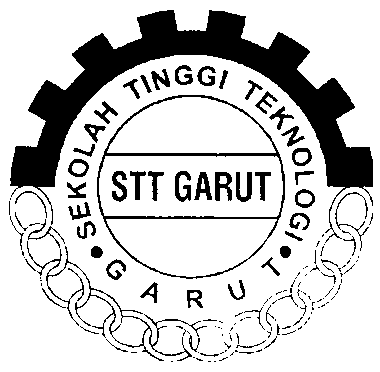 SEKOLAH TINGGI TEKNOLOGI
STT GARUT
• GARUT •